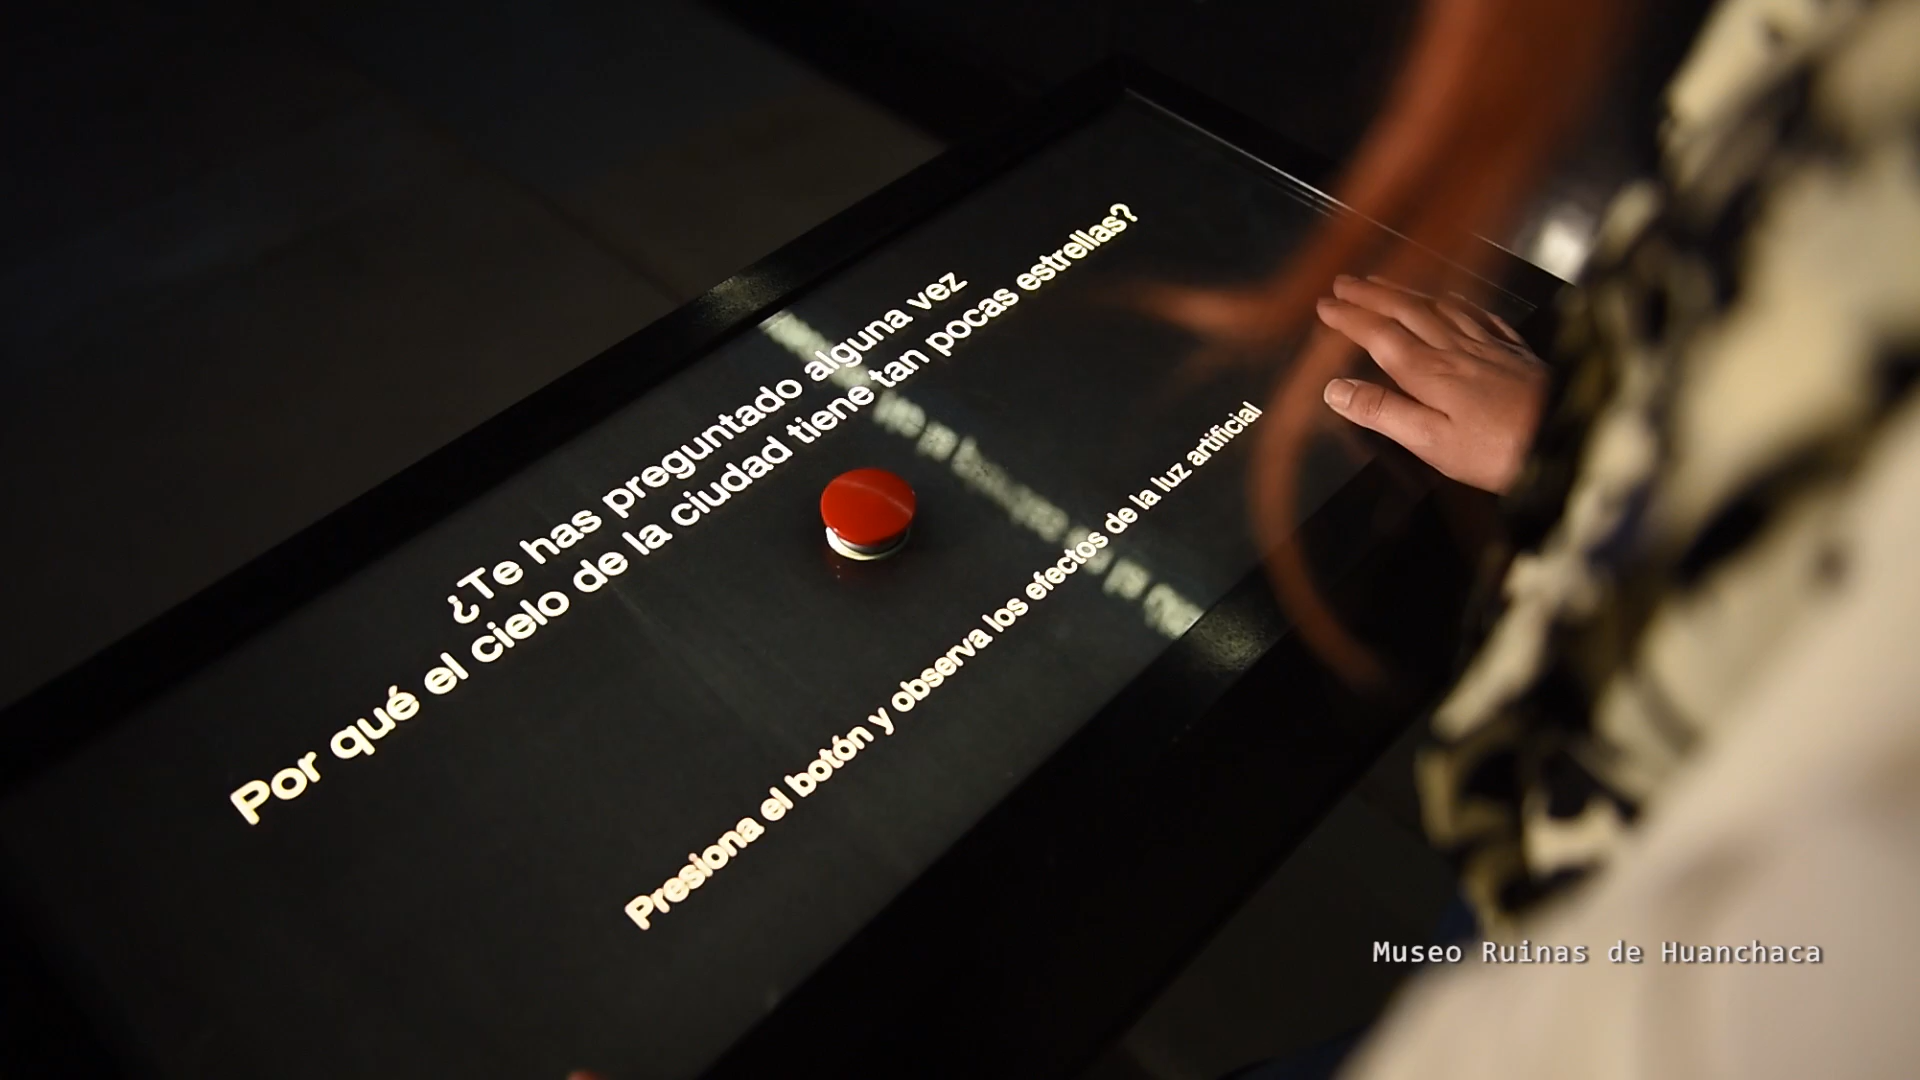 ¿Te has preguntado alguna vez
Por qué el cielo de la ciudad tiene tan pocas estrellas?
Presiona el botón y observa los efectos de la luz artificial
Museo Ruinas de Huanchaca